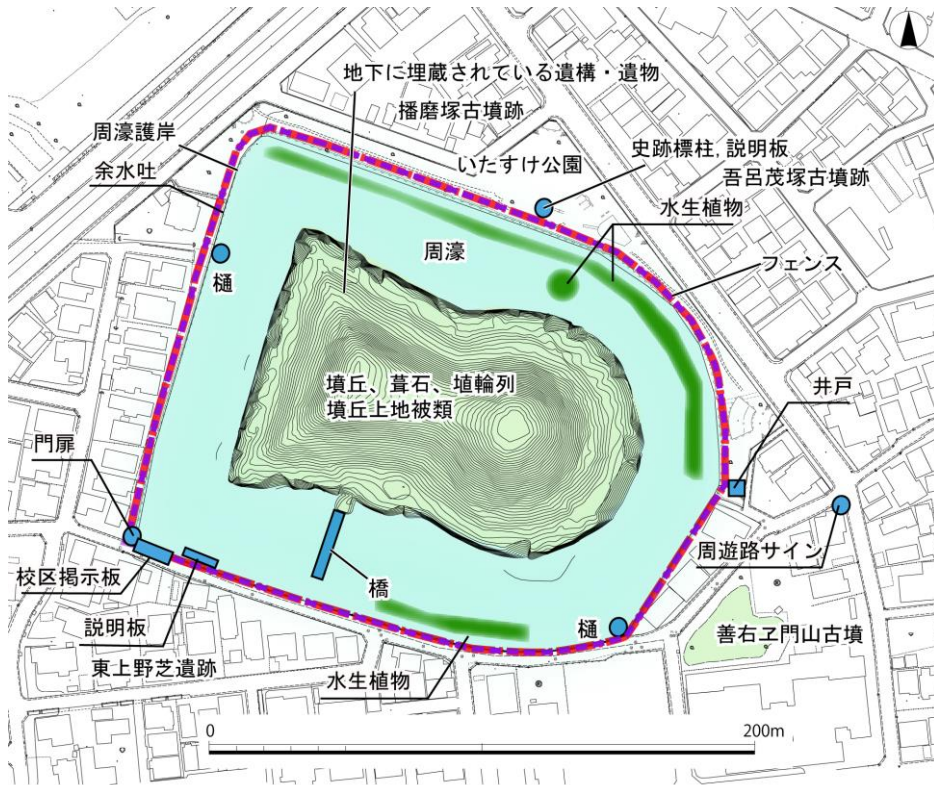 地下に埋蔵されている遺構・遺物
播磨塚古墳跡
周濠護岸
いたすけ公園
史跡標柱, 説明板
余水吐
吾呂茂塚古墳跡
水生植物
周濠
フェンス
樋
墳丘、葺石、埴輪列
墳丘上地被類
井戸
門扉
周遊路サイン
校区掲示板
橋
説明板
樋
善右ヱ門山古墳
東上野芝遺跡
水生植物
0
200m